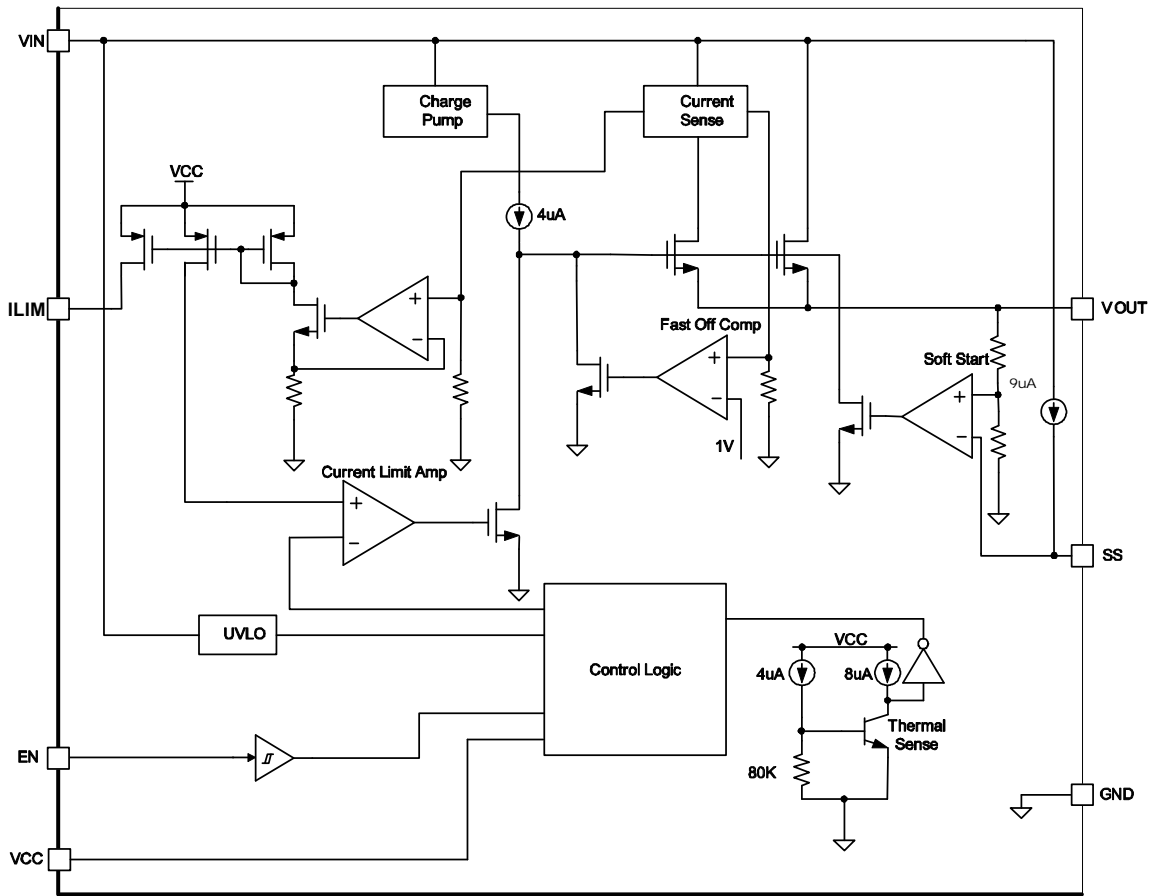 VIN
Charge
Pump
Current
Sense
VCC
4uA
ILIM
+
−
Fast Off Comp
+
−
1V
VOUT
Soft Start
9uA
+
−
Current Limit Amp
+
−
SS
UVLO
Control Logic
VCC
4uA
8uA
Thermal
Sense
80K
EN
GND
VCC